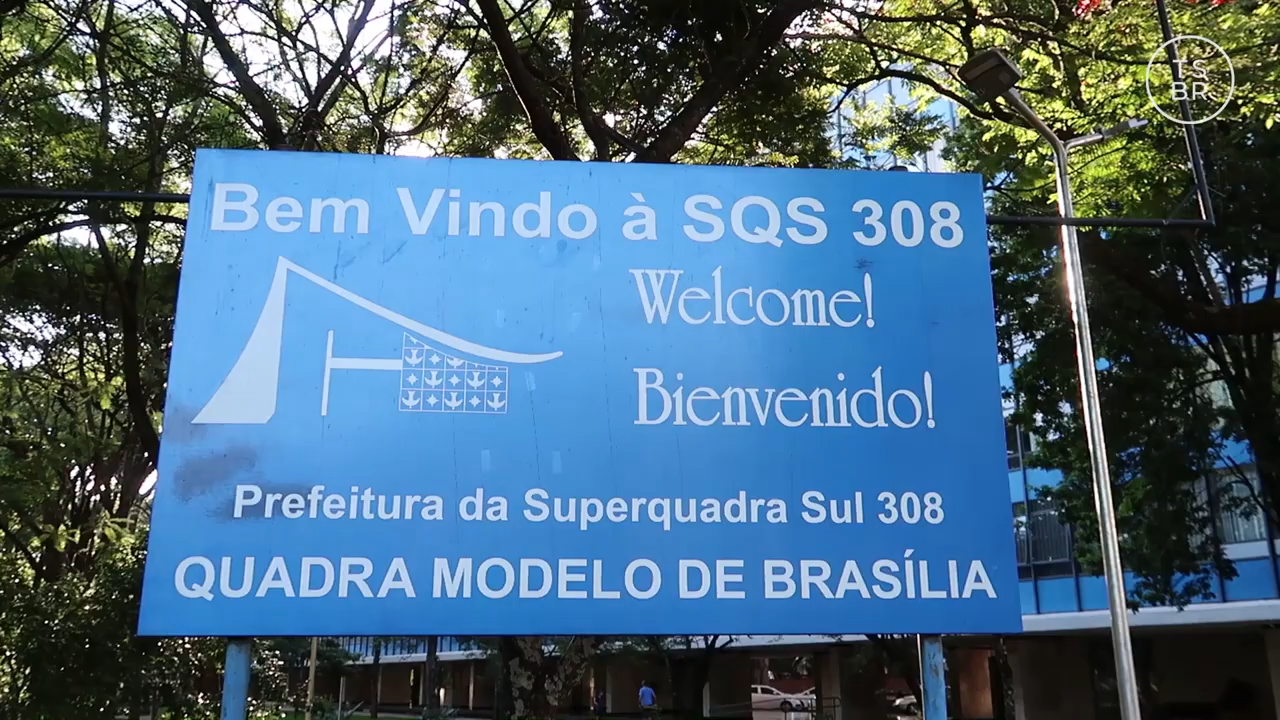 TS
BR
Bem Vindo à SQS 308
Welcome!
Bienvenido!
Prefeitura da Superquadra Sul 308
QUADRA MODELO DE BRASÍLIA